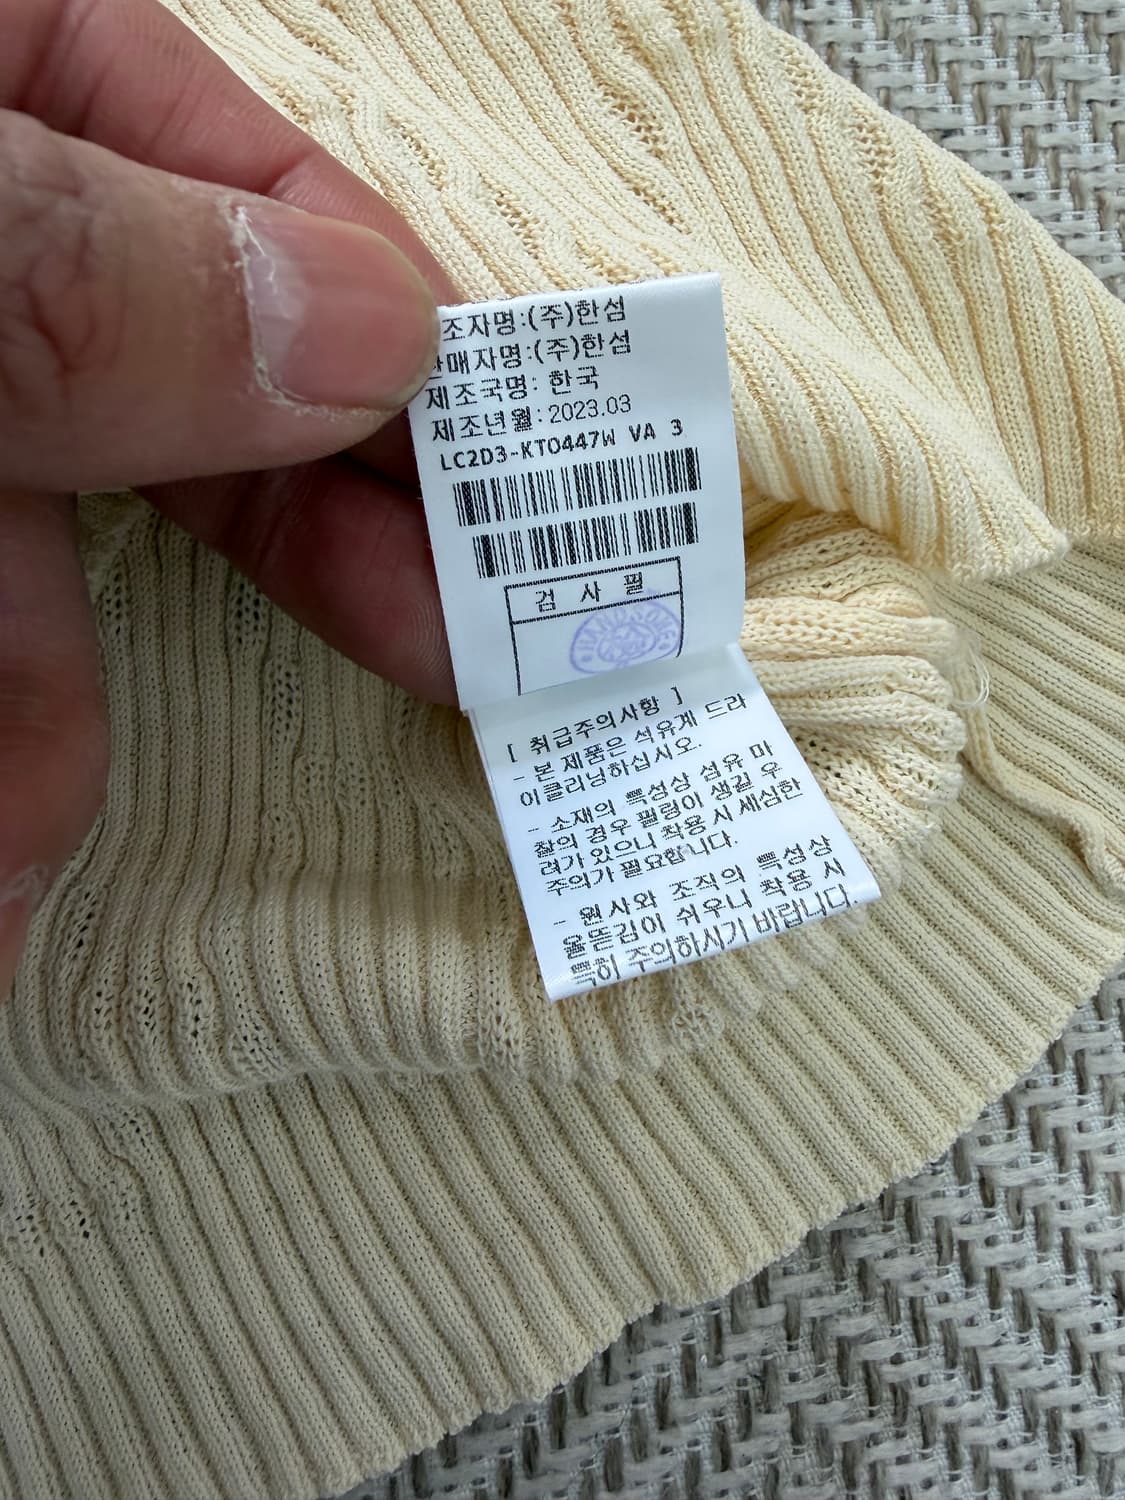 조자명:(주)한섬
매자명:(주)한섬
제조국명: 한국
제조년월:2023.03
LC2D3-KT0447W VA 3
검 사 필
HANDSOME
[ 취급주의사항 ]
- 본 제품은 석유계 드라
이클리닝하십시오.
- 소재의 특성상 섬유 마
찰의 경우 필링이 생길 우
려가 있으니 착용 시 세심한
주의가 필요합니다.
- 원사와 조직의 특성상
올뜯김이 쉬우니 착용 시
특히 주의하시기 바랍니다.